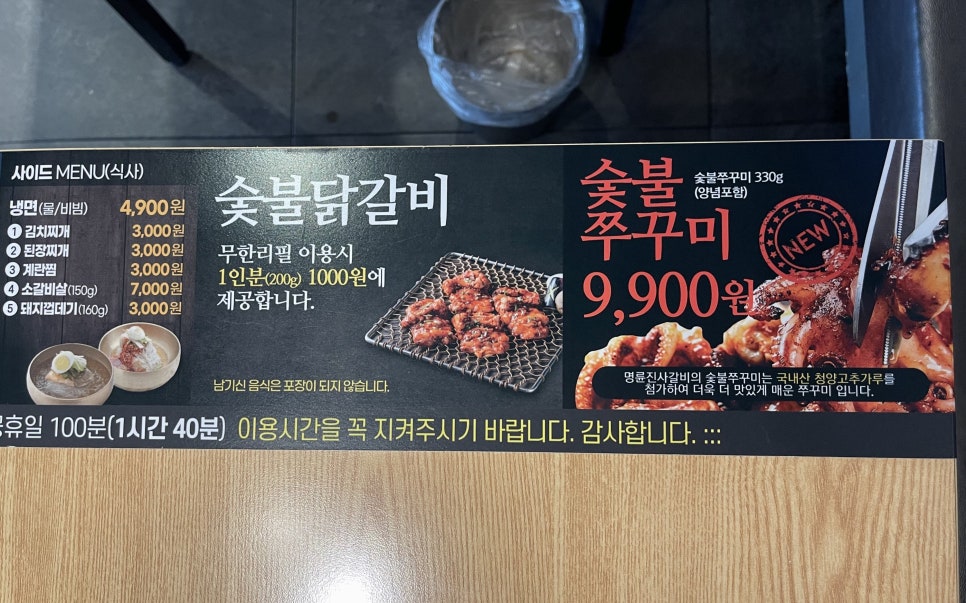 사이드 MENU(식사)
냉면(물/비빔) 4,900원
1 김치찌개 3,000원
2 된장찌개 3,000원
3 계란찜 3,000원
4 소갈비살(150g) 7,000원
5 돼지껍데기(160g) 3,000원
숯불닭갈비
무한리필 이용시
1인분(200g) 1000원에
제공합니다.
남기신 음식은 포장이 되지 않습니다.
숯불
쭈꾸미
숯불쭈꾸미 330g
(양념포함)
NEW
9,900원
명륜진사갈비의 숯불쭈꾸미는 국내산 청양고추가루를
첨가하여 더욱 더 맛있게 매운 쭈꾸미 입니다.
공휴일 100분(1시간 40분) 이용시간을 꼭 지켜주시기 바랍니다. 감사합니다. :::